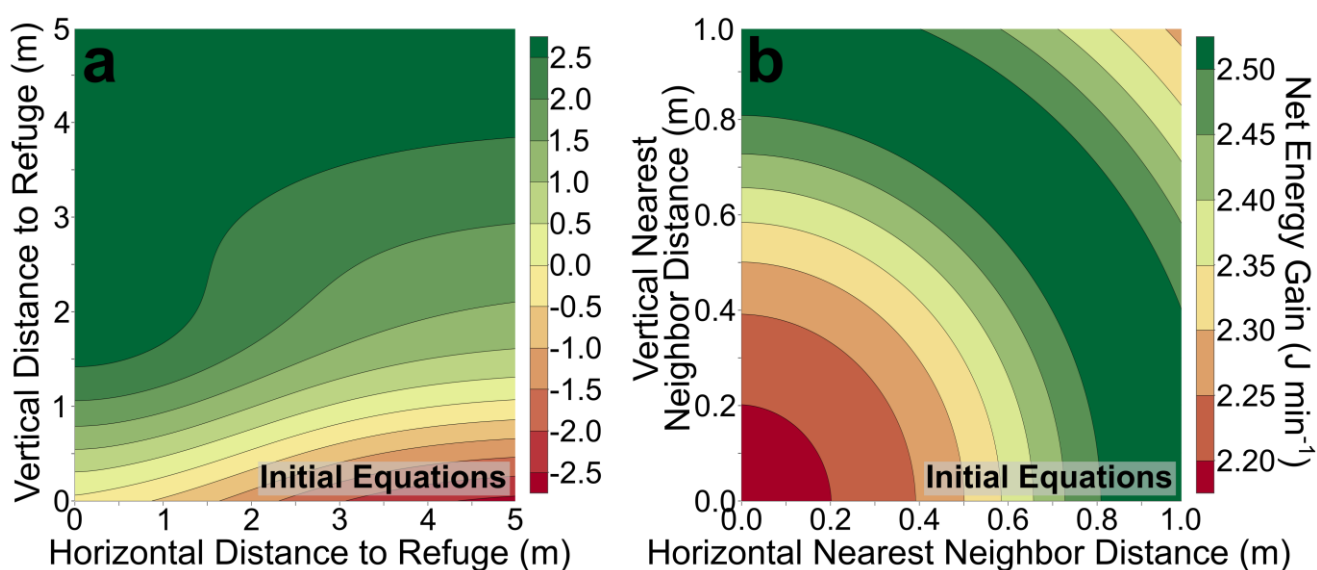 a
Vertical Distance to Refuge (m)
5
4
3
2
1
0
0 1 2 3 4 5
Horizontal Distance to Refuge (m)
Initial Equations
2.5
2.0
1.5
1.0
0.5
0.0
-0.5
-1.0
-1.5
-2.0
-2.5
b
Vertical Nearest
Neighbor Distance (m)
1.0
0.8
0.6
0.4
0.2
0.0
0.0 0.2 0.4 0.6 0.8 1.0
Horizontal Nearest Neighbor Distance (m)
Initial Equations
2.50
2.45
2.40
2.35
2.30
2.25
2.20
Net Energy Gain (J min⁻¹)